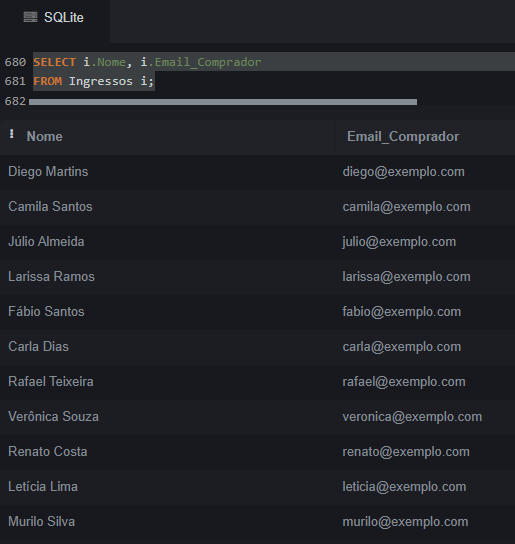 SQLite
680 SELECT i.Nome, i.Email_Comprador
681 FROM Ingressos i;
682
Nome Email_Comprador
Diego Martins diego@exemplo.com
Camila Santos camila@exemplo.com
Júlio Almeida julio@exemplo.com
Larissa Ramos larissa@exemplo.com
Fábio Santos fabio@exemplo.com
Carla Dias carla@exemplo.com
Rafael Teixeira rafael@exemplo.com
Verônica Souza veronica@exemplo.com
Renato Costa renato@exemplo.com
Letícia Lima leticia@exemplo.com
Murilo Silva murilo@exemplo.com